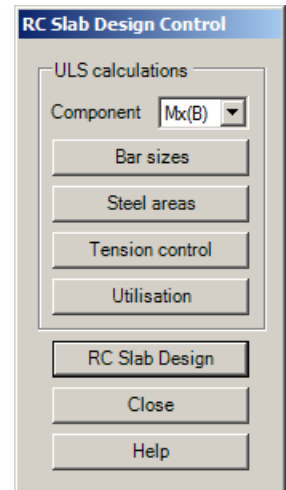 RC Slab Design Control
ULS calculations
Component Mx(B)
Bar sizes
Steel areas
Tension control
Utilisation
RC Slab Design
Close
Help